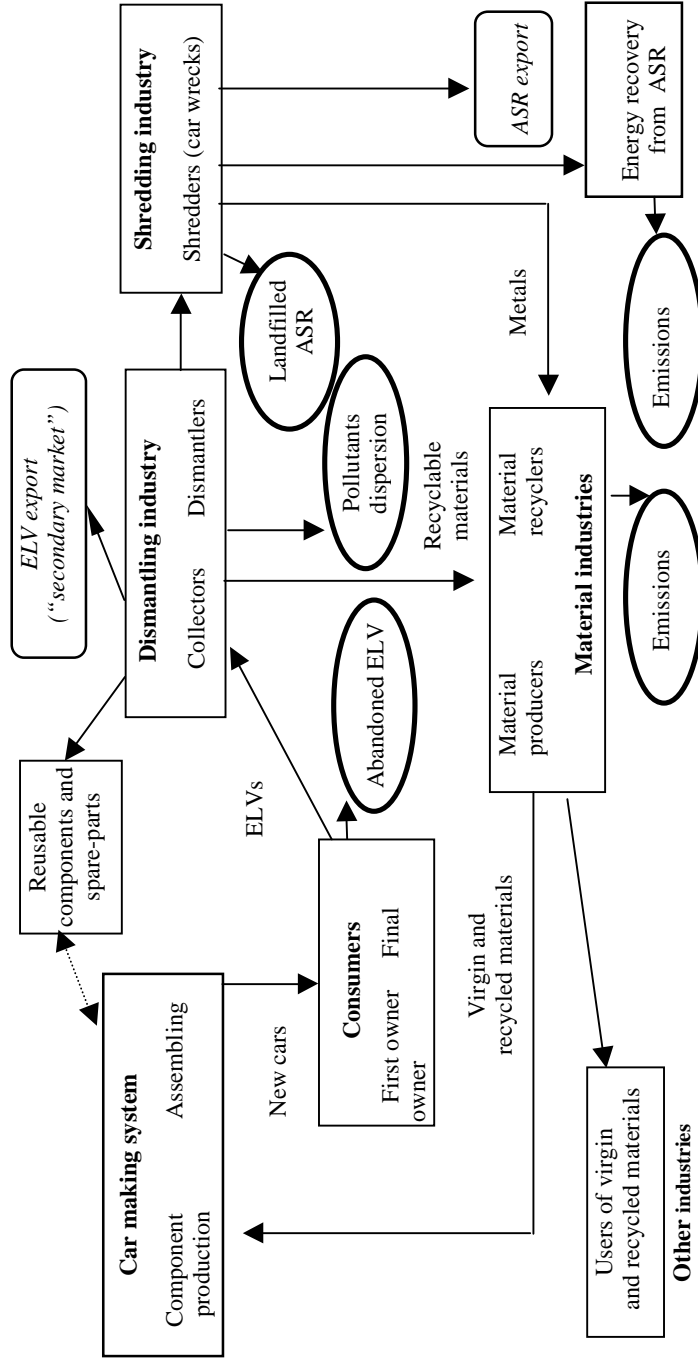 Car making system
Component
production
Assembling
Reusable
components and
spare-parts
ELV export
(“secondary market”)
Dismantling industry
Collectors
Dismantlers
Shredding industry
Shredders (car wrecks)
New cars
ELVs
Consumers
First owner Final
owner
Abandoned ELV
Pollutants
dispersion
Landfilled
ASR
Recyclable
materials
Metals
ASR export
Virgin and
recycled materials
Material
producers
Material
recyclers
Material industries
Energy recovery
from ASR
Emissions
Emissions
Users of virgin
and recycled materials
Other industries